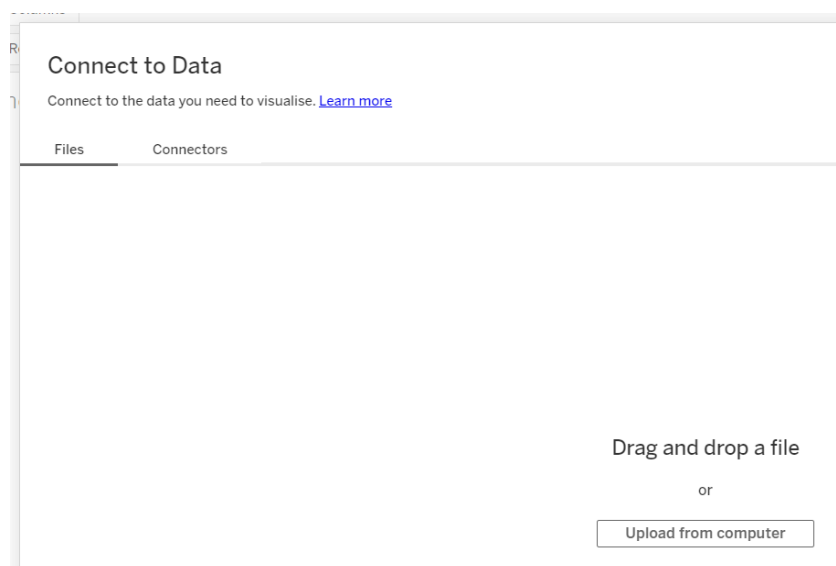 Connect to Data
Connect to the data you need to visualise. Learn more
Files Connectors
Drag and drop a file
or
Upload from computer